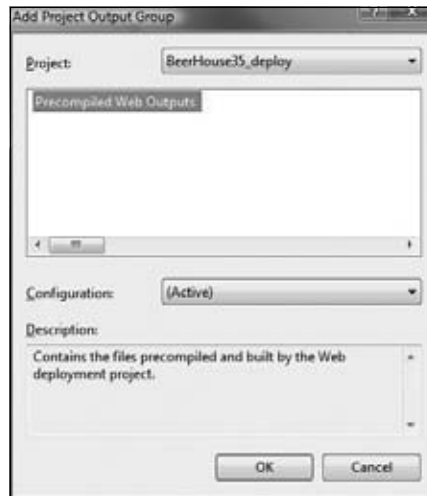 Add Project Output Group
Project:
BeerHouse35_deploy
Precompiled Web Outputs
Configuration:
(Active)
Description:
Contains the files precompiled and built by the Web
deployment project.
OK
Cancel